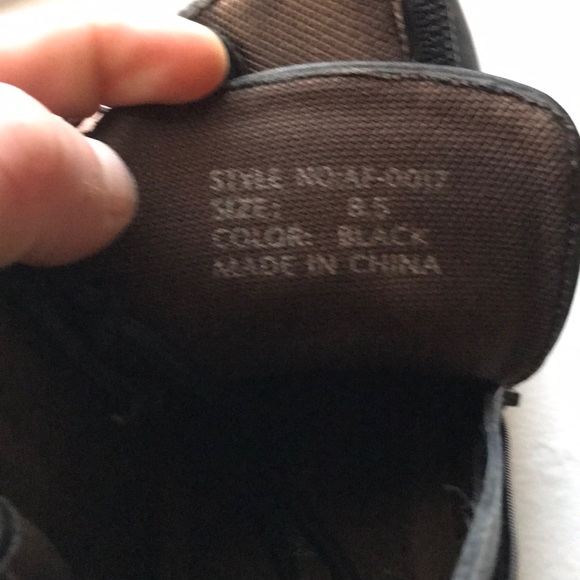 STYLE NO:AF-0017
SIZE: 8.5
COLOR: BLACK
MADE IN CHINA